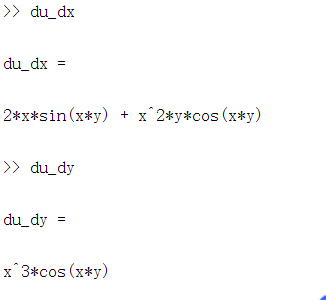 >> du_dx
du_dx =
2*x*sin(x*y) + x^2*y*cos(x*y)
>> du_dy
du_dy =
x^3*cos(x*y)